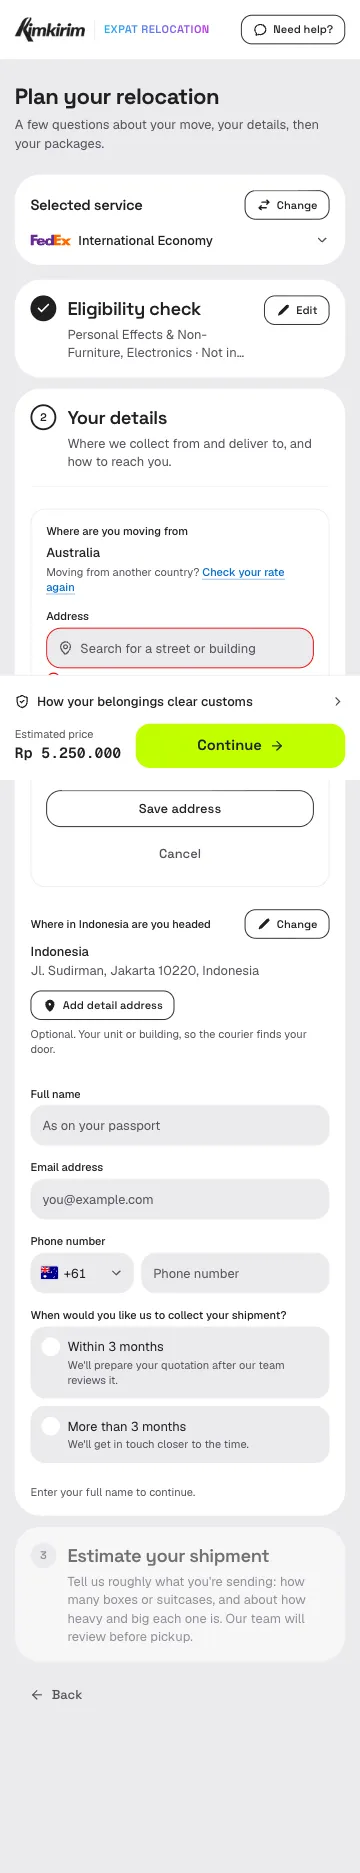 Kimkirim
EXPAT RELOCATION
Need help?
Plan your relocation
A few questions about your move, your details, then
your packages.
Selected service
Change
FedEx International Economy
Eligibility check
Edit
Personal Effects & Non-
Furniture, Electronics · Not in...
2
Your details
Where we collect from and deliver to, and
how to reach you.
Where are you moving from
Australia
Moving from another country? Check your rate
again
Address
Search for a street or building
How your belongings clear customs
Estimated price
Rp 5.250.000
Continue
Save address
Cancel
Where in Indonesia are you headed
Change
Indonesia
Jl. Sudirman, Jakarta 10220, Indonesia
Add detail address
Optional. Your unit or building, so the courier finds your
door.
Full name
As on your passport
Email address
you@example.com
Phone number
+61
Phone number
When would you like us to collect your shipment?
Within 3 months
We'll prepare your quotation after our team
reviews it.
More than 3 months
We'll get in touch closer to the time.
Enter your full name to continue.
3
Estimate your shipment
Tell us roughly what you're sending: how
many boxes or suitcases, and about how
heavy and big each one is. Our team will
review before pickup.
Back